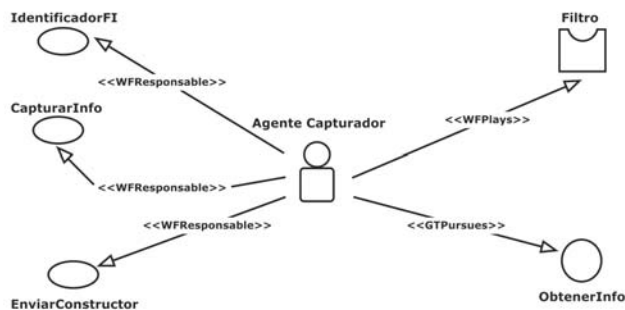 IdentificadorFI
Filtro
<<WFResponsable>>
CapturarInfo
Agente Capturador
<<WFPlays>>
<<WFResponsable>>
<<WFResponsable>>
<<GTPursues>>
EnviarConstructor
ObtenerInfo